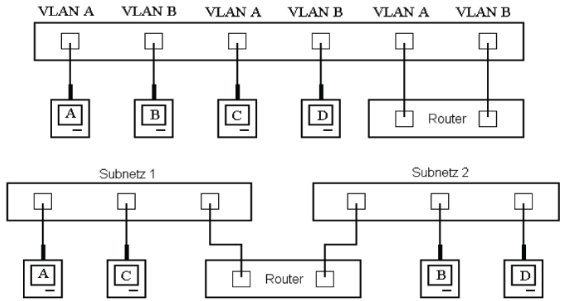 VLAN A VLAN B VLAN A VLAN B VLAN A VLAN B
A B C D Router
Subnetz 1 Subnetz 2
A C Router B D